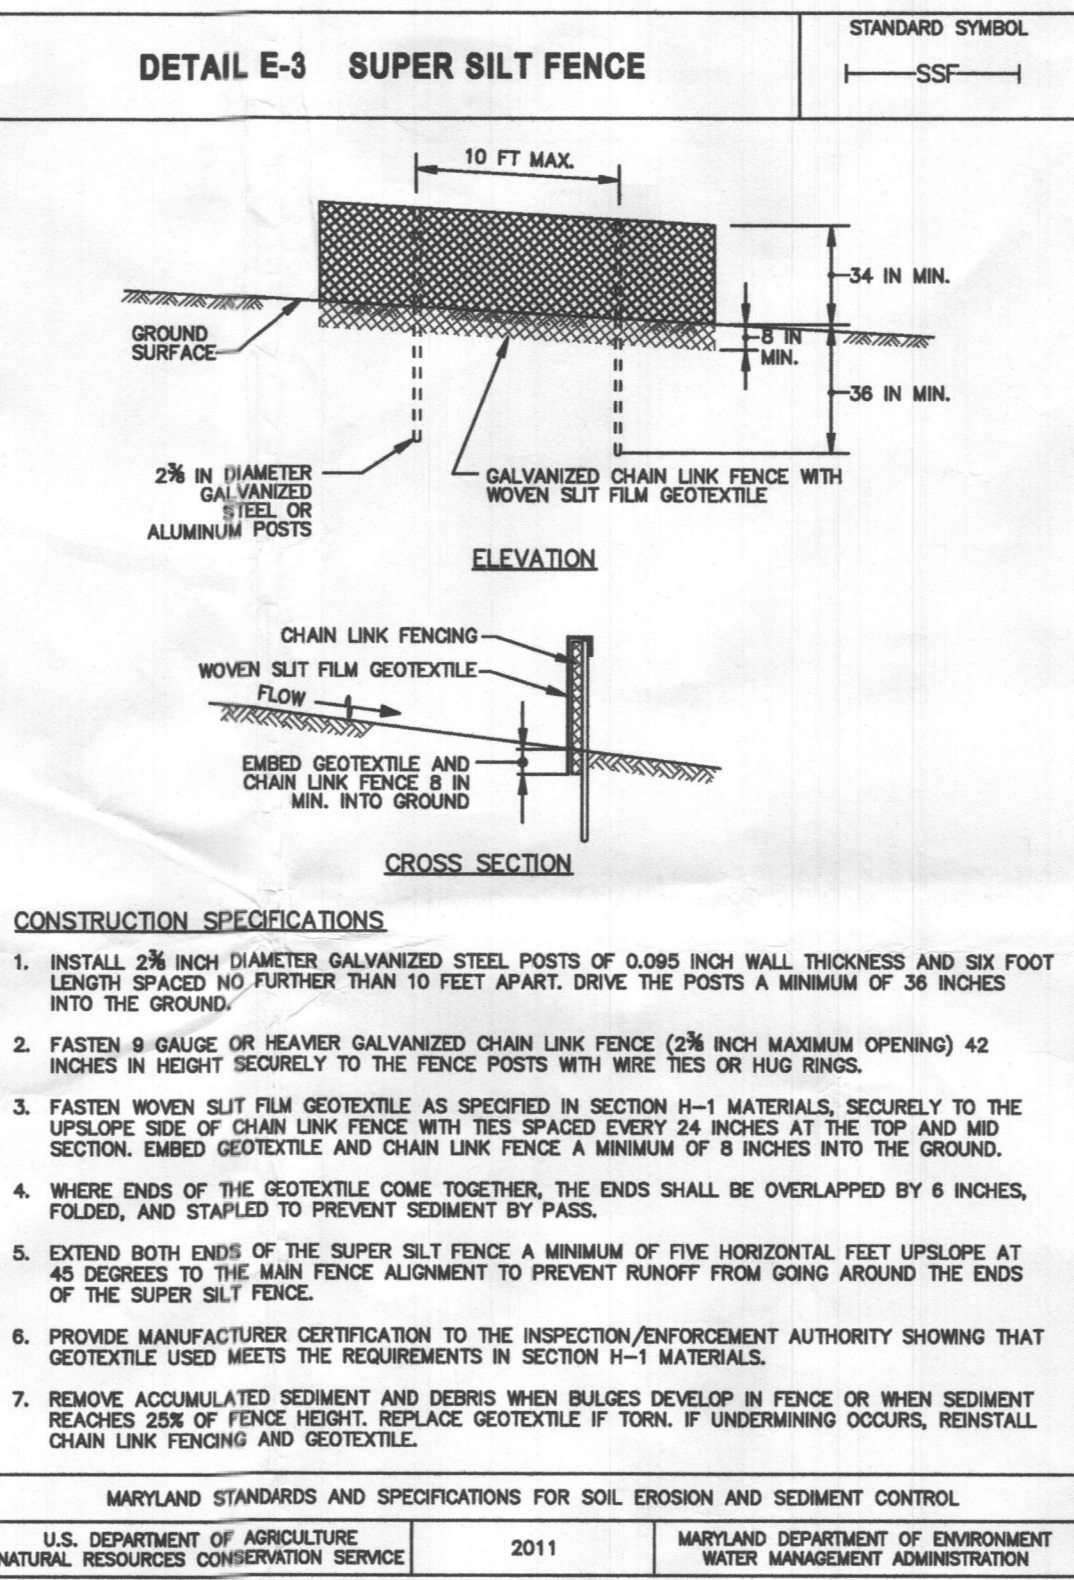 DETAIL E-3 SUPER SILT FENCE
STANDARD SYMBOL
SSF
10 FT MAX.
34 IN MIN.
GROUND
SURFACE
8 IN
MIN.
36 IN MIN.
2⅜ IN DIAMETER
GALVANIZED
STEEL OR
ALUMINUM POSTS
GALVANIZED CHAIN LINK FENCE WITH
WOVEN SLIT FILM GEOTEXTILE
ELEVATION
CHAIN LINK FENCING
WOVEN SLIT FILM GEOTEXTILE
FLOW
EMBED GEOTEXTILE AND
CHAIN LINK FENCE 8 IN
MIN. INTO GROUND
CROSS SECTION
CONSTRUCTION SPECIFICATIONS
1. INSTALL 2⅜ INCH DIAMETER GALVANIZED STEEL POSTS OF 0.095 INCH WALL THICKNESS AND SIX FOOT
LENGTH SPACED NO FURTHER THAN 10 FEET APART. DRIVE THE POSTS A MINIMUM OF 36 INCHES
INTO THE GROUND.
2. FASTEN 9 GAUGE OR HEAVIER GALVANIZED CHAIN LINK FENCE (2⅜ INCH MAXIMUM OPENING) 42
INCHES IN HEIGHT SECURELY TO THE FENCE POSTS WITH WIRE TIES OR HUG RINGS.
3. FASTEN WOVEN SLIT FILM GEOTEXTILE AS SPECIFIED IN SECTION H-1 MATERIALS, SECURELY TO THE
UPSLOPE SIDE OF CHAIN LINK FENCE WITH TIES SPACED EVERY 24 INCHES AT THE TOP AND MID
SECTION. EMBED GEOTEXTILE AND CHAIN LINK FENCE A MINIMUM OF 8 INCHES INTO THE GROUND.
4. WHERE ENDS OF THE GEOTEXTILE COME TOGETHER, THE ENDS SHALL BE OVERLAPPED BY 6 INCHES,
FOLDED, AND STAPLED TO PREVENT SEDIMENT BY PASS.
5. EXTEND BOTH ENDS OF THE SUPER SILT FENCE A MINIMUM OF FIVE HORIZONTAL FEET UPSLOPE AT
45 DEGREES TO THE MAIN FENCE ALIGNMENT TO PREVENT RUNOFF FROM GOING AROUND THE ENDS
OF THE SUPER SILT FENCE.
6. PROVIDE MANUFACTURER CERTIFICATION TO THE INSPECTION/ENFORCEMENT AUTHORITY SHOWING THAT
GEOTEXTILE USED MEETS THE REQUIREMENTS IN SECTION H-1 MATERIALS.
7. REMOVE ACCUMULATED SEDIMENT AND DEBRIS WHEN BULGES DEVELOP IN FENCE OR WHEN SEDIMENT
REACHES 25% OF FENCE HEIGHT. REPLACE GEOTEXTILE IF TORN. IF UNDERMINING OCCURS, REINSTALL
CHAIN LINK FENCING AND GEOTEXTILE.
MARYLAND STANDARDS AND SPECIFICATIONS FOR SOIL EROSION AND SEDIMENT CONTROL
U.S. DEPARTMENT OF AGRICULTURE
NATURAL RESOURCES CONSERVATION SERVICE
2011
MARYLAND DEPARTMENT OF ENVIRONMENT
WATER MANAGEMENT ADMINISTRATION